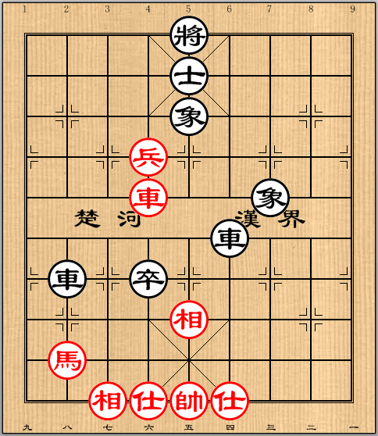 1 2 3 4 5 6 7 8 9
將
士
象
兵
車 象
楚 河 漢 界
車
車 卒
相
馬
相 仕 帥 仕
九 八 七 六 五 四 三 二 一